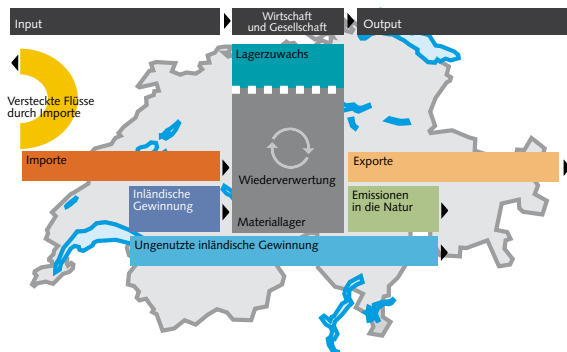 Input
Wirtschaft
und Gesellschaft
Output
Lagerzuwachs
Versteckte Flüsse
durch Importe
Importe
Wiederverwertung
Exporte
Inländische
Gewinnung
Materiallager
Emissionen
in die Natur
Ungenutzte inländische Gewinnung